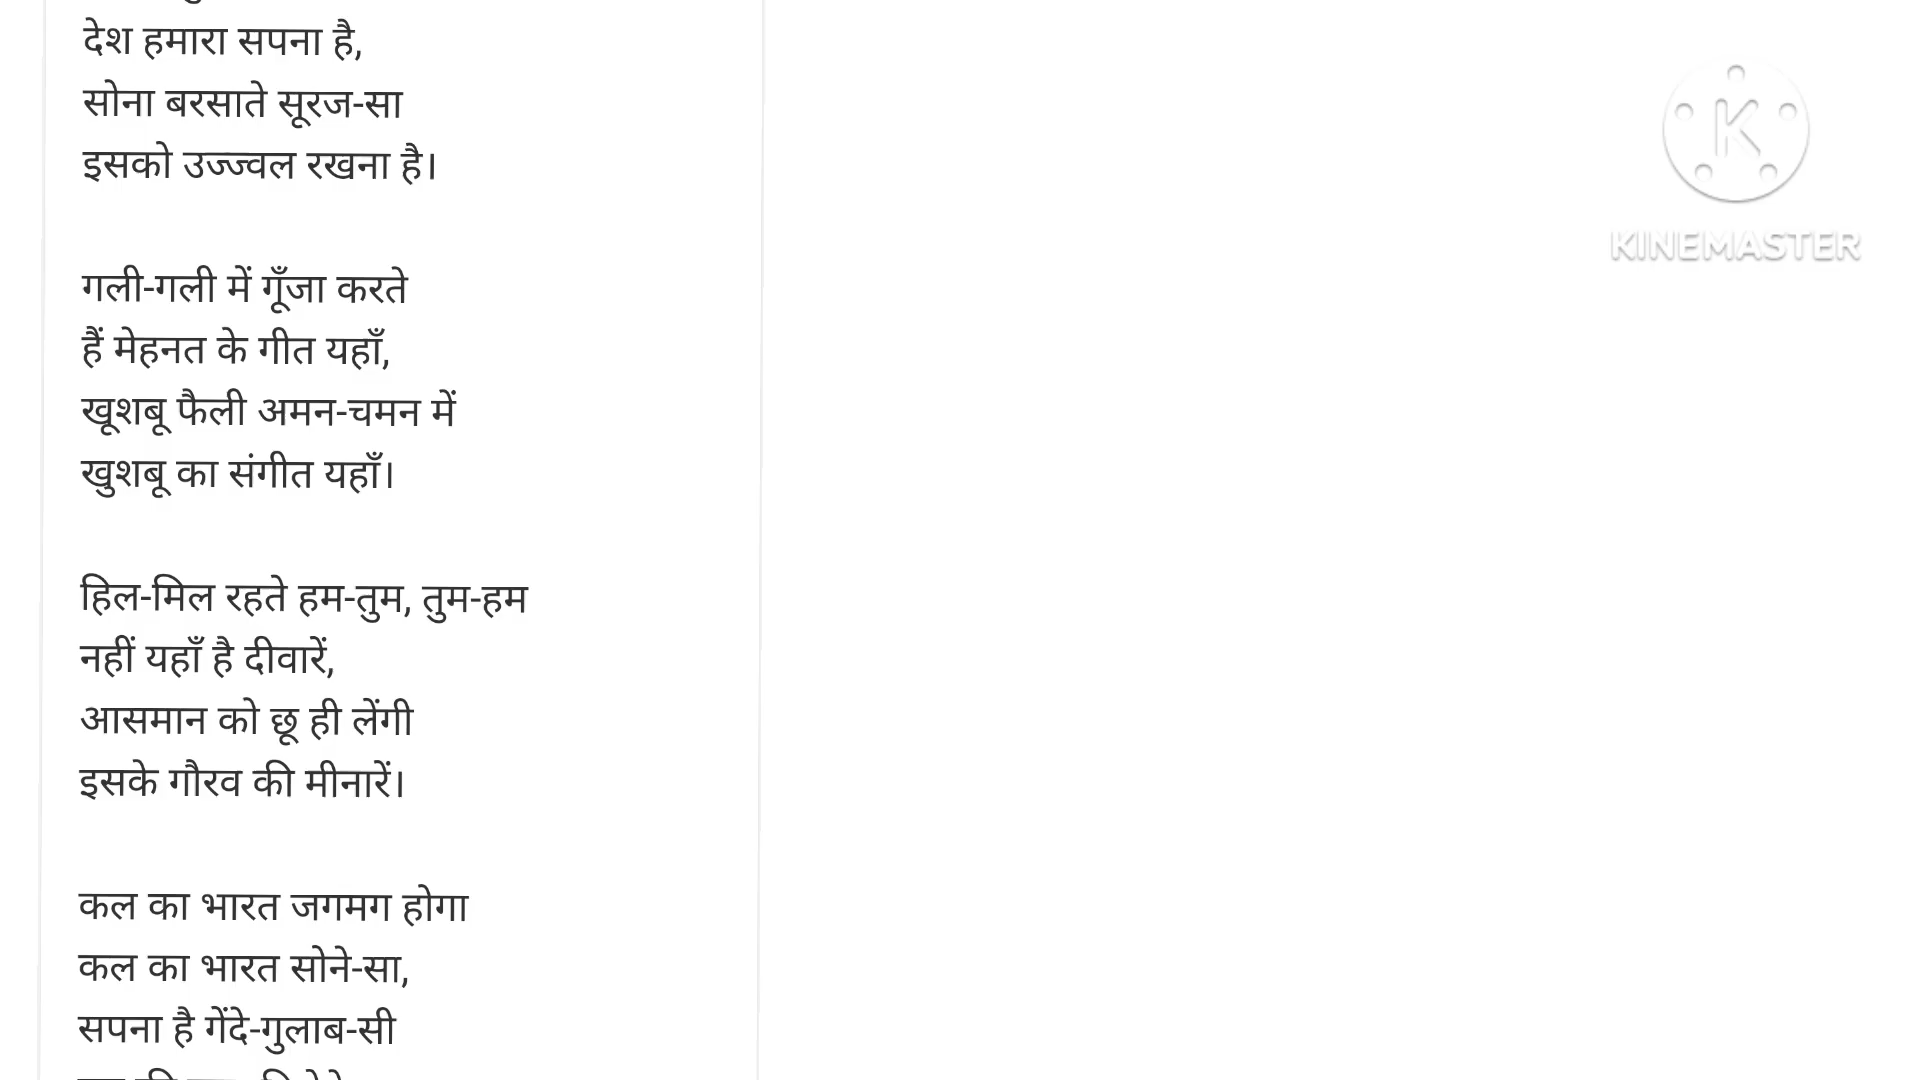 देश हमारा सपना है,
सोना बरसाते सूरज-सा
इसको उज्ज्वल रखना है।
गली-गली में गूँजा करते
हैं मेहनत के गीत यहाँ,
खूशबू फैली अमन-चमन में
खुशबू का संगीत यहाँ।
हिल-मिल रहते हम-तुम, तुम-हम
नहीं यहाँ है दीवारें,
आसमान को छू ही लेंगी
इसके गौरव की मीनारें।
कल का भारत जगमग होगा
कल का भारत सोने-सा,
सपना है गेंदे-गुलाब-सी
K
KINEMASTER